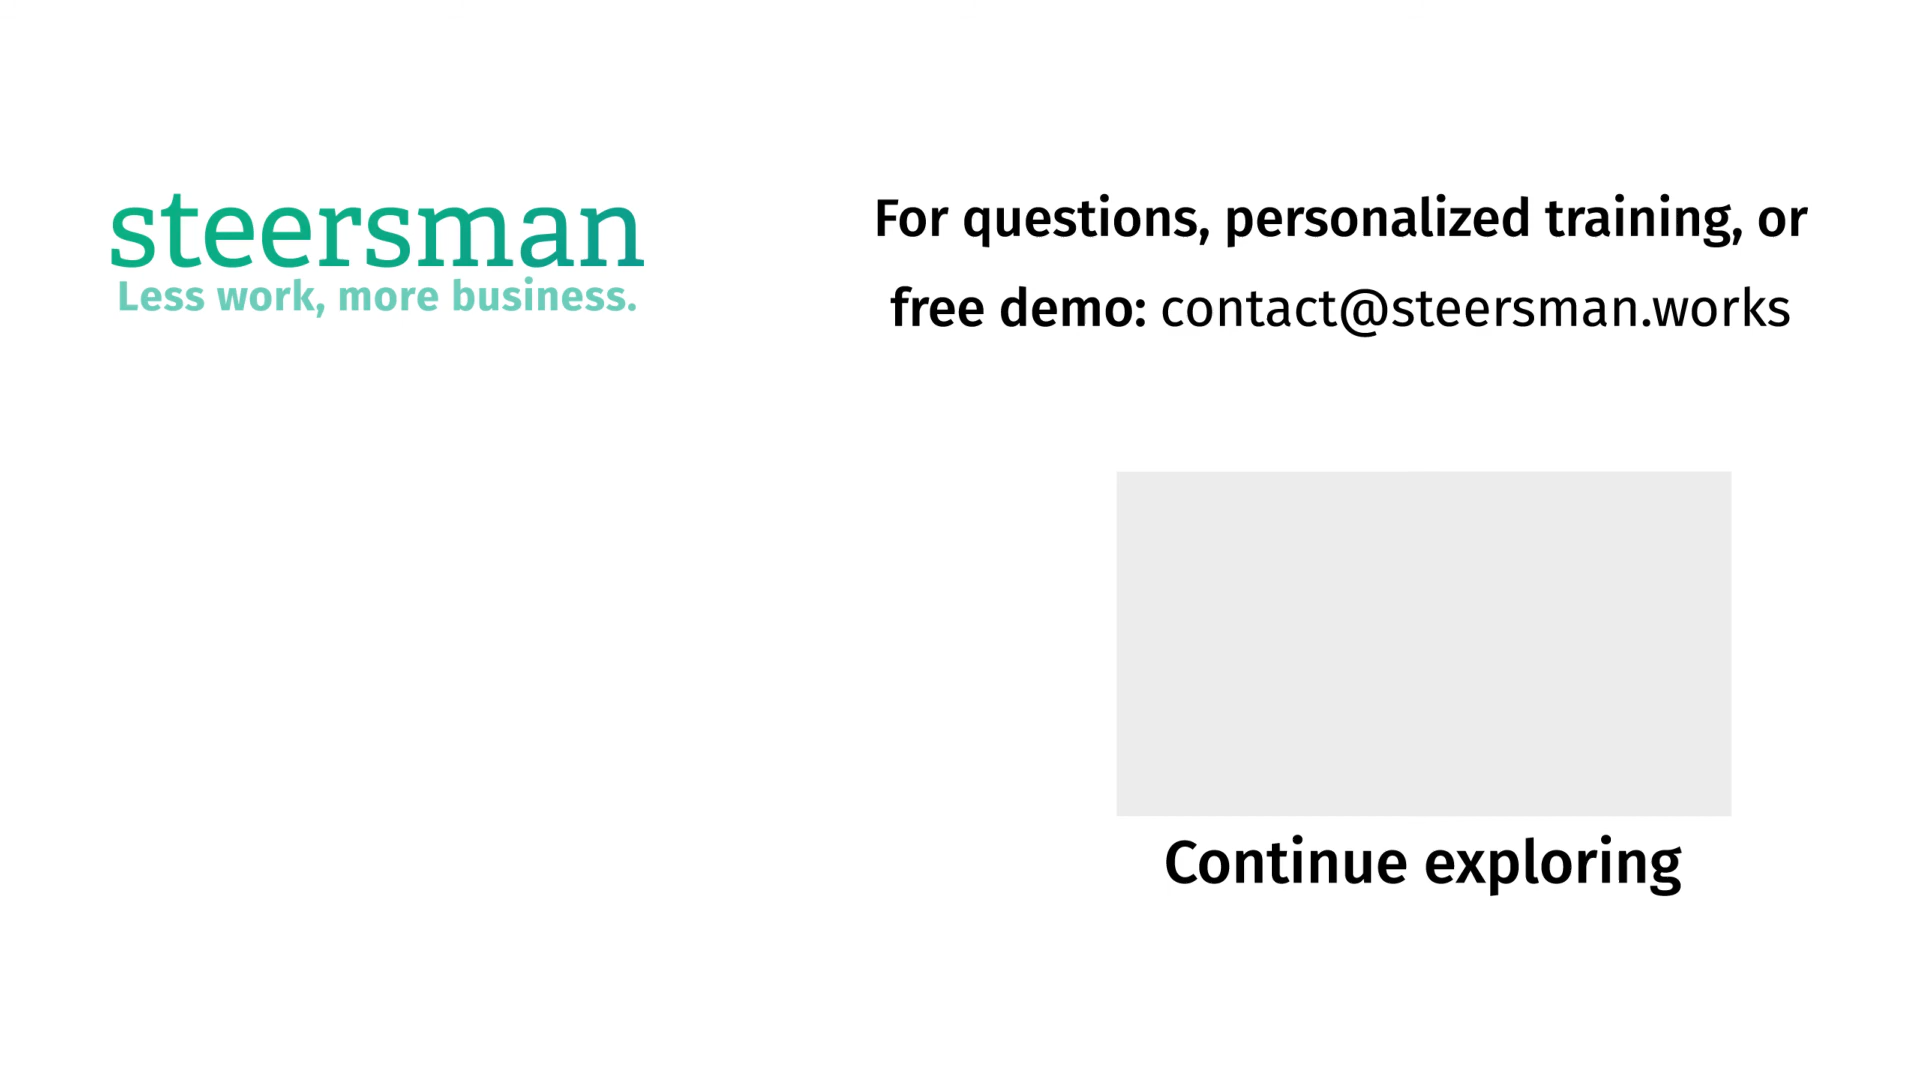 steersman
Less work, more business.
For questions, personalized training, or
free demo: contact@steersman.works
Continue exploring